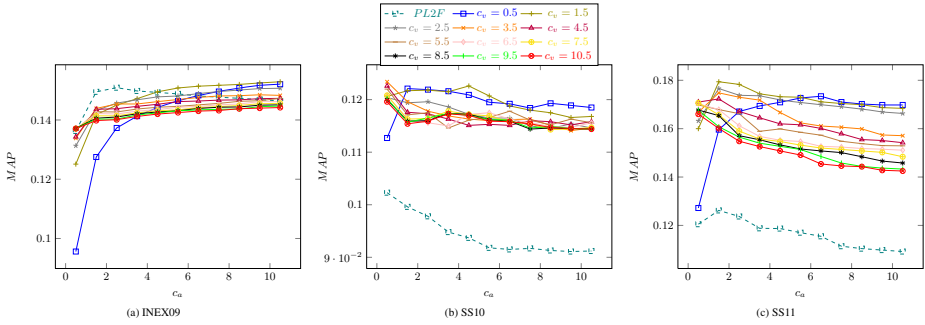 PL2F c_v = 0.5 c_v = 1.5
c_v = 2.5 c_v = 3.5 c_v = 4.5
c_v = 5.5 c_v = 6.5 c_v = 7.5
c_v = 8.5 c_v = 9.5 c_v = 10.5
MAP
0.14
0.12
0.1
0 2 4 6 8 10
c_a
(a) INEX09
MAP
0.12
0.11
0.1
9 · 10⁻²
0 2 4 6 8 10
c_a
(b) SS10
MAP
0.18
0.16
0.14
0.12
0 2 4 6 8 10
c_a
(c) SS11